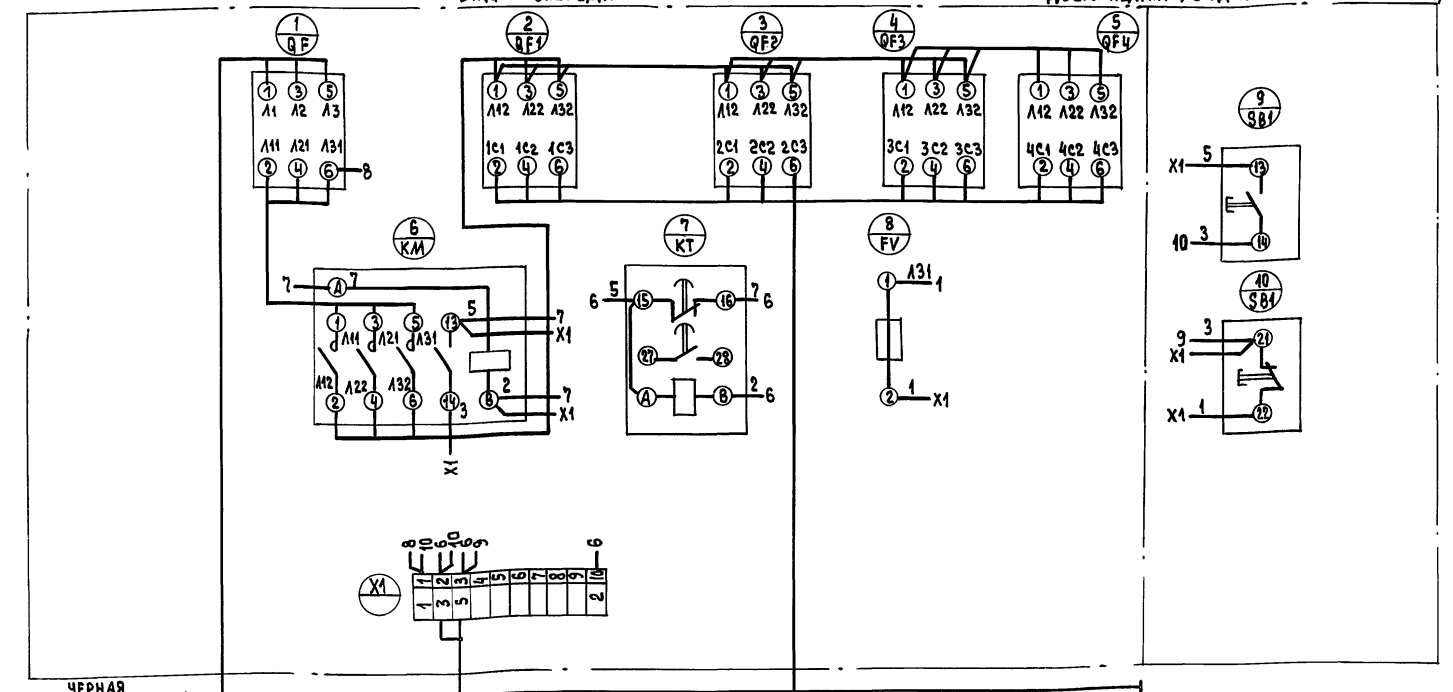 1 2 3 4 5
QF QF1 QF2 QF3 QF4
1 3 5 1 3 5 1 3 5 1 3 5 1 3 5
Л1 Л2 Л3 Л12 Л22 Л32 Л12 Л22 Л32 Л12 Л22 Л32 Л12 Л22 Л32
Л11 Л21 Л31 1С1 1С2 1С3 2С1 2С2 2С3 3С1 3С2 3С3 4С1 4С2 4С3
2 4 6 8 2 4 6 2 4 6 2 4 6 2 4 6
9
SB1
X1 5 13
10 3 14
6
КМ
7 А 7
1 3 5 13 5 7
X1
Л11 Л21 Л31
Л12 Л22 Л32
2 4 6 14 3 В 2 7
X1
X1
7
КТ
6 5 15 16 7 6
27 28
А В 2 6
8
FV
1 Л31 1
2 1 X1
10
SB1
9 3 21
X1
X1 1 22
8 10 6 10 6 9 6
X1
1 2 3 4 5 6 7 8 9 10
1 3 5 2
ЧЕРНАЯ